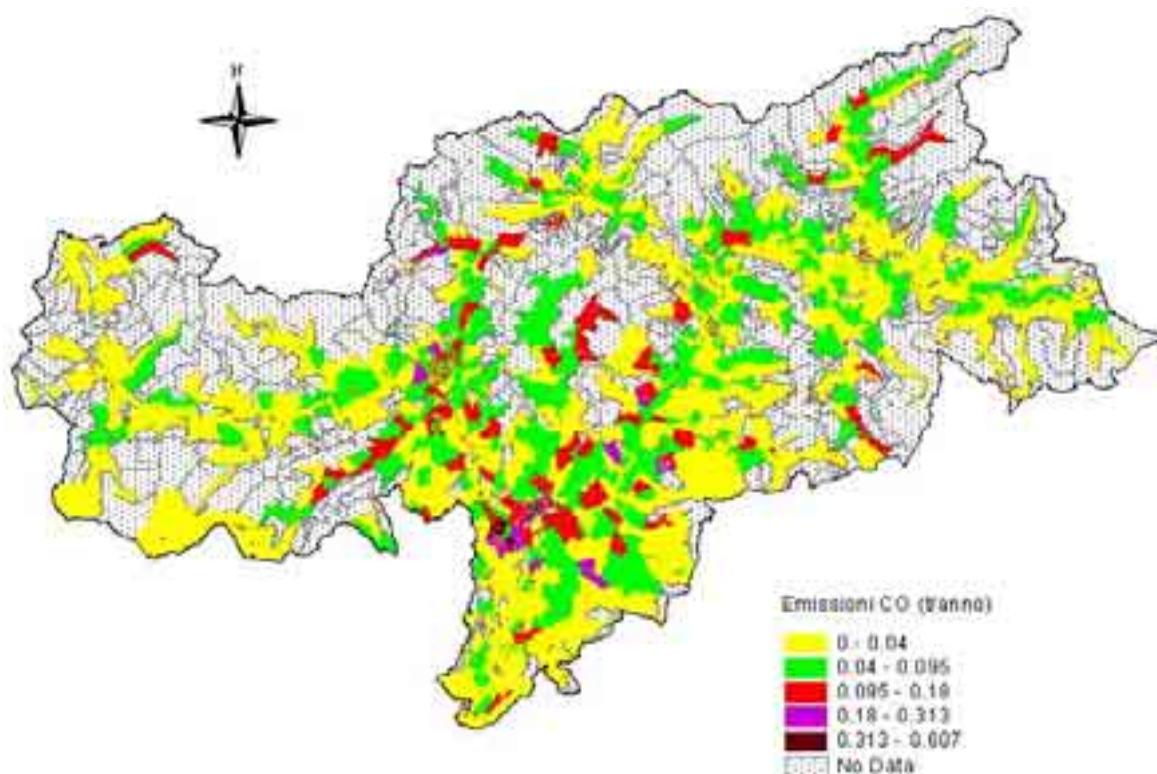 N
Emissioni CO (t/anno)
0 - 0.04
0.04 - 0.095
0.095 - 0.18
0.18 - 0.313
0.313 - 0.607
No Data